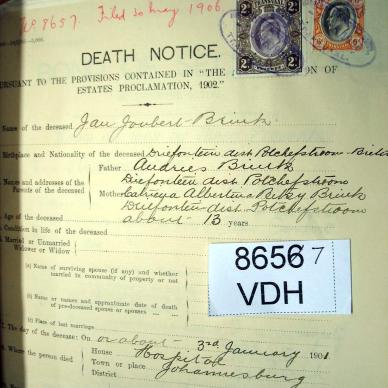 No 8657. Filed 30 May 1906.
TRANSVAAL
DEATH NOTICE.
PURSUANT TO THE PROVISIONS CONTAINED IN "THE ION OF
ESTATES PROCLAMATION, 1902."
Name of the deceased Jan Joubert Brink.
Birthplace and Nationality of the deceased Driefontein dist Potchefstroom
Names and addresses of the Father Andries Brink
Parents of the deceased Driefontein dist Potchefstroom
Mother Albertina Brink
Driefontein dist. Potchefstroom
Age of the deceased about 13 years.
Condition in life of the deceased
Married or Unmarried
Widower or Widow
(a) Name of surviving spouse (if any) and whether
married in community of property or not
(b) Name or names and approximate date of death
of pre-deceased spouse or spouses
(c) Place of last marriage
The day of the decease: On or about 3rd January 1901.
Where the person died House Hospital
Town or place Johannesburg
District
8657
VDH